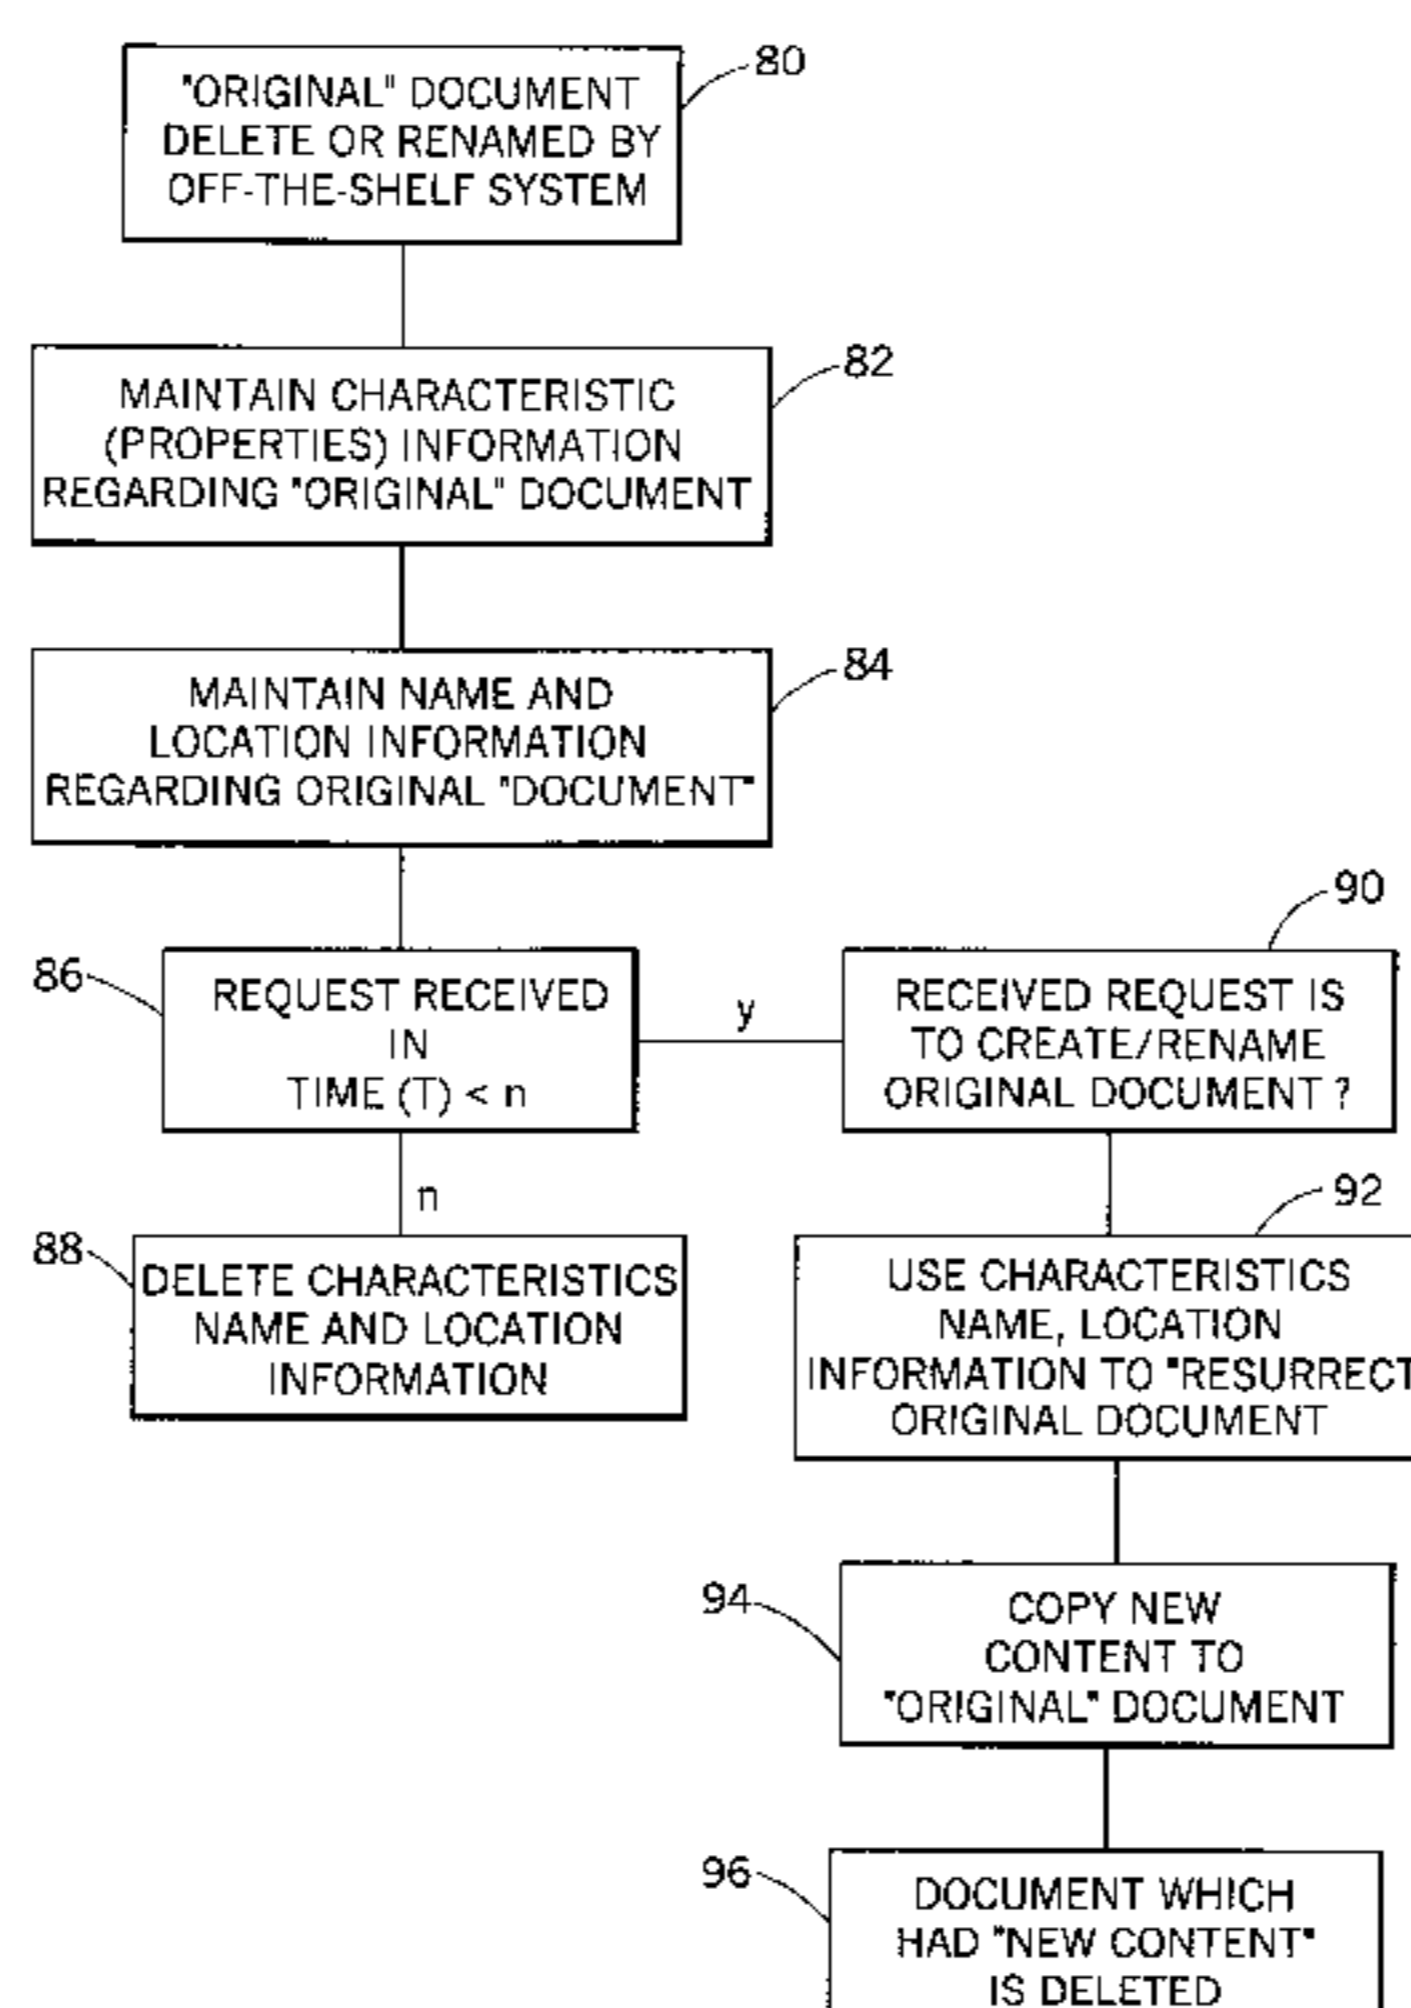 80
"ORIGINAL" DOCUMENT
DELETE OR RENAMED BY
OFF-THE-SHELF SYSTEM
82
MAINTAIN CHARACTERISTIC
(PROPERTIES) INFORMATION
REGARDING "ORIGINAL" DOCUMENT
84
MAINTAIN NAME AND
LOCATION INFORMATION
REGARDING ORIGINAL "DOCUMENT"
86
REQUEST RECEIVED
IN
TIME (T) < n
y
n
88
DELETE CHARACTERISTICS
NAME AND LOCATION
INFORMATION
90
RECEIVED REQUEST IS
TO CREATE/RENAME
ORIGINAL DOCUMENT ?
92
USE CHARACTERISTICS
NAME, LOCATION
INFORMATION TO "RESURRECT
ORIGINAL DOCUMENT
94
COPY NEW
CONTENT TO
"ORIGINAL" DOCUMENT
96
DOCUMENT WHICH
HAD "NEW CONTENT"
IS DELETED